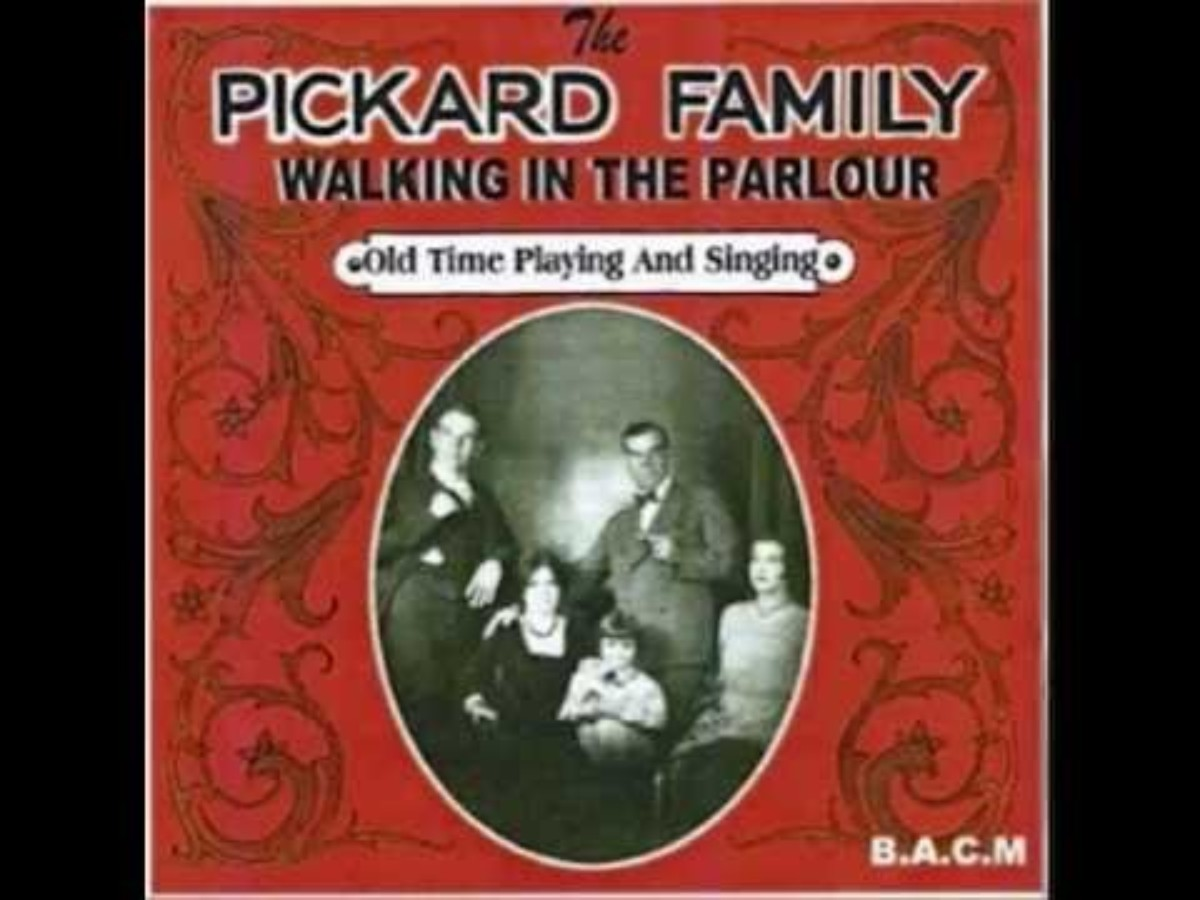 The
PICKARD FAMILY
WALKING IN THE PARLOUR
Old Time Playing And Singing
B.A.C.M